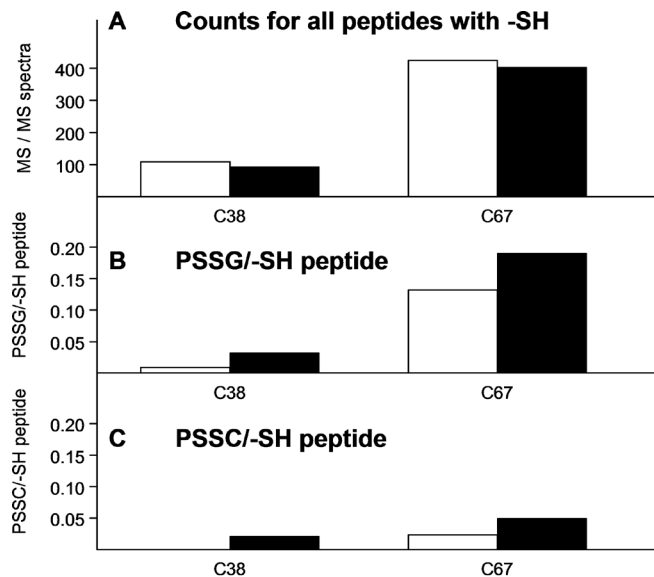 A Counts for all peptides with -SH
MS / MS spectra
400
300
200
100
C38 C67
B PSSG/-SH peptide
PSSG/-SH peptide
0.20
0.15
0.10
0.05
C38 C67
C PSSC/-SH peptide
PSSC/-SH peptide
0.20
0.15
0.10
0.05
C38 C67